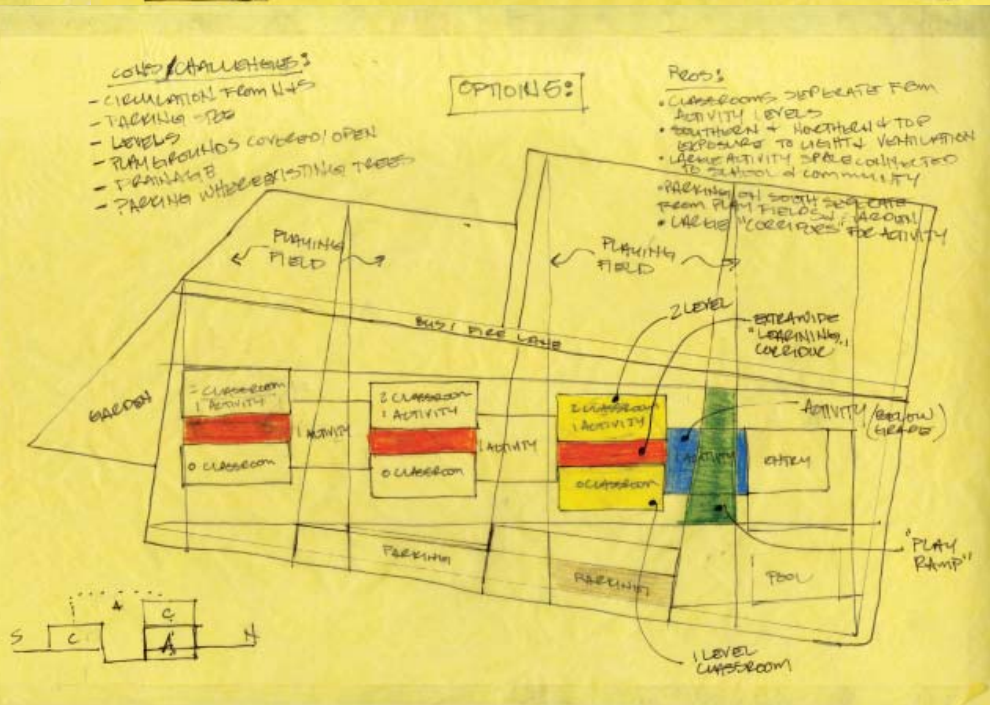 CONS/CHALLENGES:
- CIRCULATION FROM N+S
- PARKING
- LEVELS
- PLAYGROUNDS COVERED/OPEN
- DRAINAGE
- PARKING WHERE EXISTING TREES
OPTION 5:
PROS:
• CLASSROOMS SEPERATE FROM
ACTIVITY LEVELS
• SOUTHERN + NORTHERN + TOP
EXPOSURE TO LIGHT & VENTILATION
• LARGE ACTIVITY SPACE CONNECTED
TO SCHOOL & COMMUNITY
• PARKING ON SOUTH SEPERATE
FROM PLAY FIELDS
• LARGE "CORRIDORS" FOR ACTIVITY
PLAYING
FIELD
PLAYING
FIELD
BUS / FIRE LANE
2 LEVEL
EXTRA WIDE
"LEARNING"
CORRIDOR
GARDEN
2 CLASSROOM
1 ACTIVITY
0 CLASSROOM
1 ACTIVITY
2 CLASSROOM
1 ACTIVITY
0 CLASSROOM
1 ACTIVITY
2 CLASSROOM
1 ACTIVITY
0 CLASSROOM
1 ACTIVITY
ACTIVITY (BELOW
GRADE)
ENTRY
PARKING
PARKING
POOL
"PLAY
RAMP"
1 LEVEL
CLASSROOM
S C A C A N